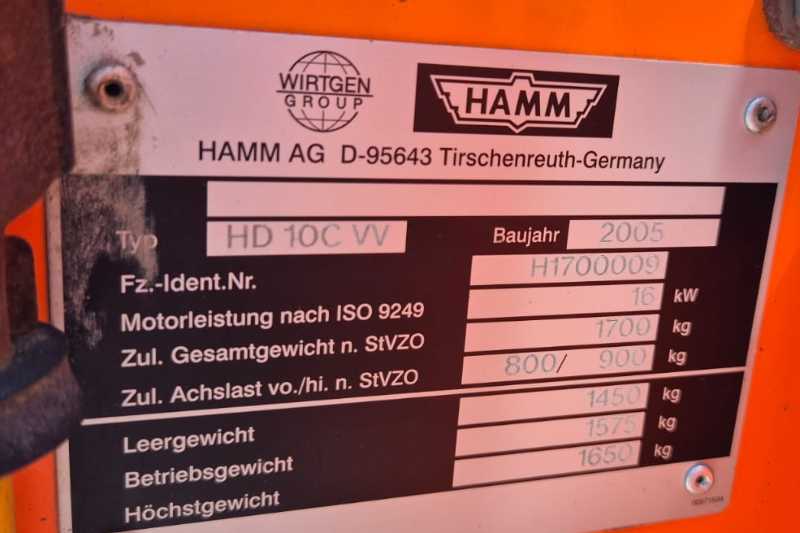 WIRTGEN
GROUP
HAMM
HAMM AG D-95643 Tirschenreuth-Germany
Typ HD 10C VV Baujahr 2005
Fz.-Ident.Nr. H1700009
Motorleistung nach ISO 9249 16 kW
Zul. Gesamtgewicht n. StVZO 1700 kg
Zul. Achslast vo./hi. n. StVZO 800/ 900 kg
Leergewicht 1450 kg
Betriebsgewicht 1575 kg
Höchstgewicht 1650 kg